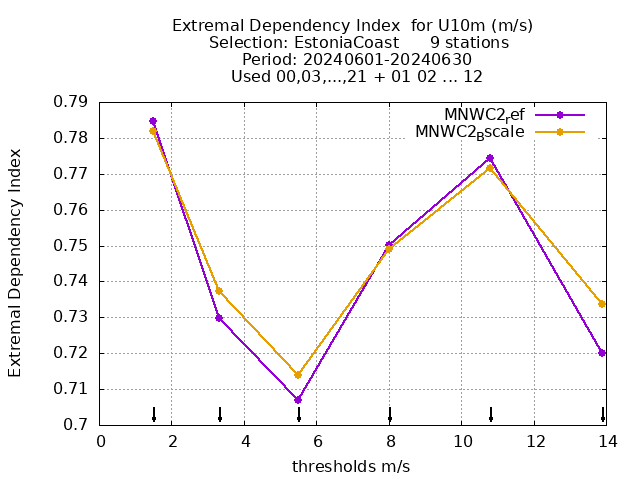 Extremal Dependency Index  for U10m (m/s)
Selection: EstoniaCoast      9 stations
Period: 20240601-20240630
Used 00,03,...,21 + 01 02 ... 12
MNWC2ref
MNWC2Bscale
Extremal Dependency Index
0.79
0.78
0.77
0.76
0.75
0.74
0.73
0.72
0.71
0.7
0 2 4 6 8 10 12 14
thresholds m/s